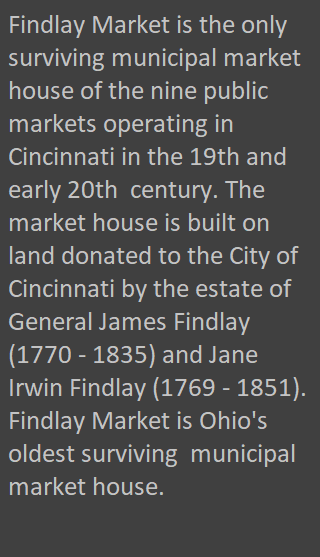 Findlay Market is the only
surviving municipal market
house of the nine public
markets operating in
Cincinnati in the 19th and
early 20th  century. The
market house is built on
land donated to the City of
Cincinnati by the estate of
General James Findlay
(1770 - 1835) and Jane
Irwin Findlay (1769 - 1851).
Findlay Market is Ohio's
oldest surviving  municipal
market house.